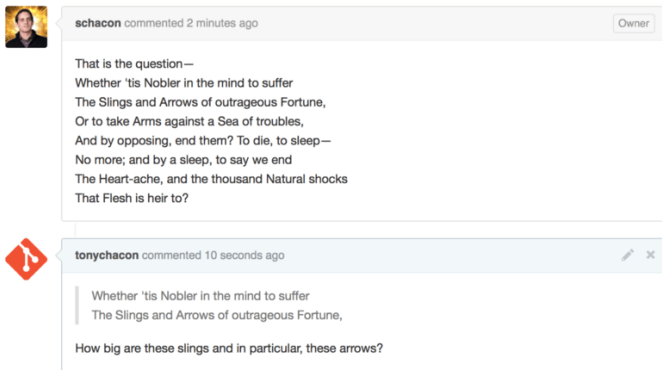 schacon commented 2 minutes ago
Owner
That is the question—
Whether 'tis Nobler in the mind to suffer
The Slings and Arrows of outrageous Fortune,
Or to take Arms against a Sea of troubles,
And by opposing, end them? To die, to sleep—
No more; and by a sleep, to say we end
The Heart-ache, and the thousand Natural shocks
That Flesh is heir to?
tonychacon commented 10 seconds ago
Whether 'tis Nobler in the mind to suffer
The Slings and Arrows of outrageous Fortune,
How big are these slings and in particular, these arrows?